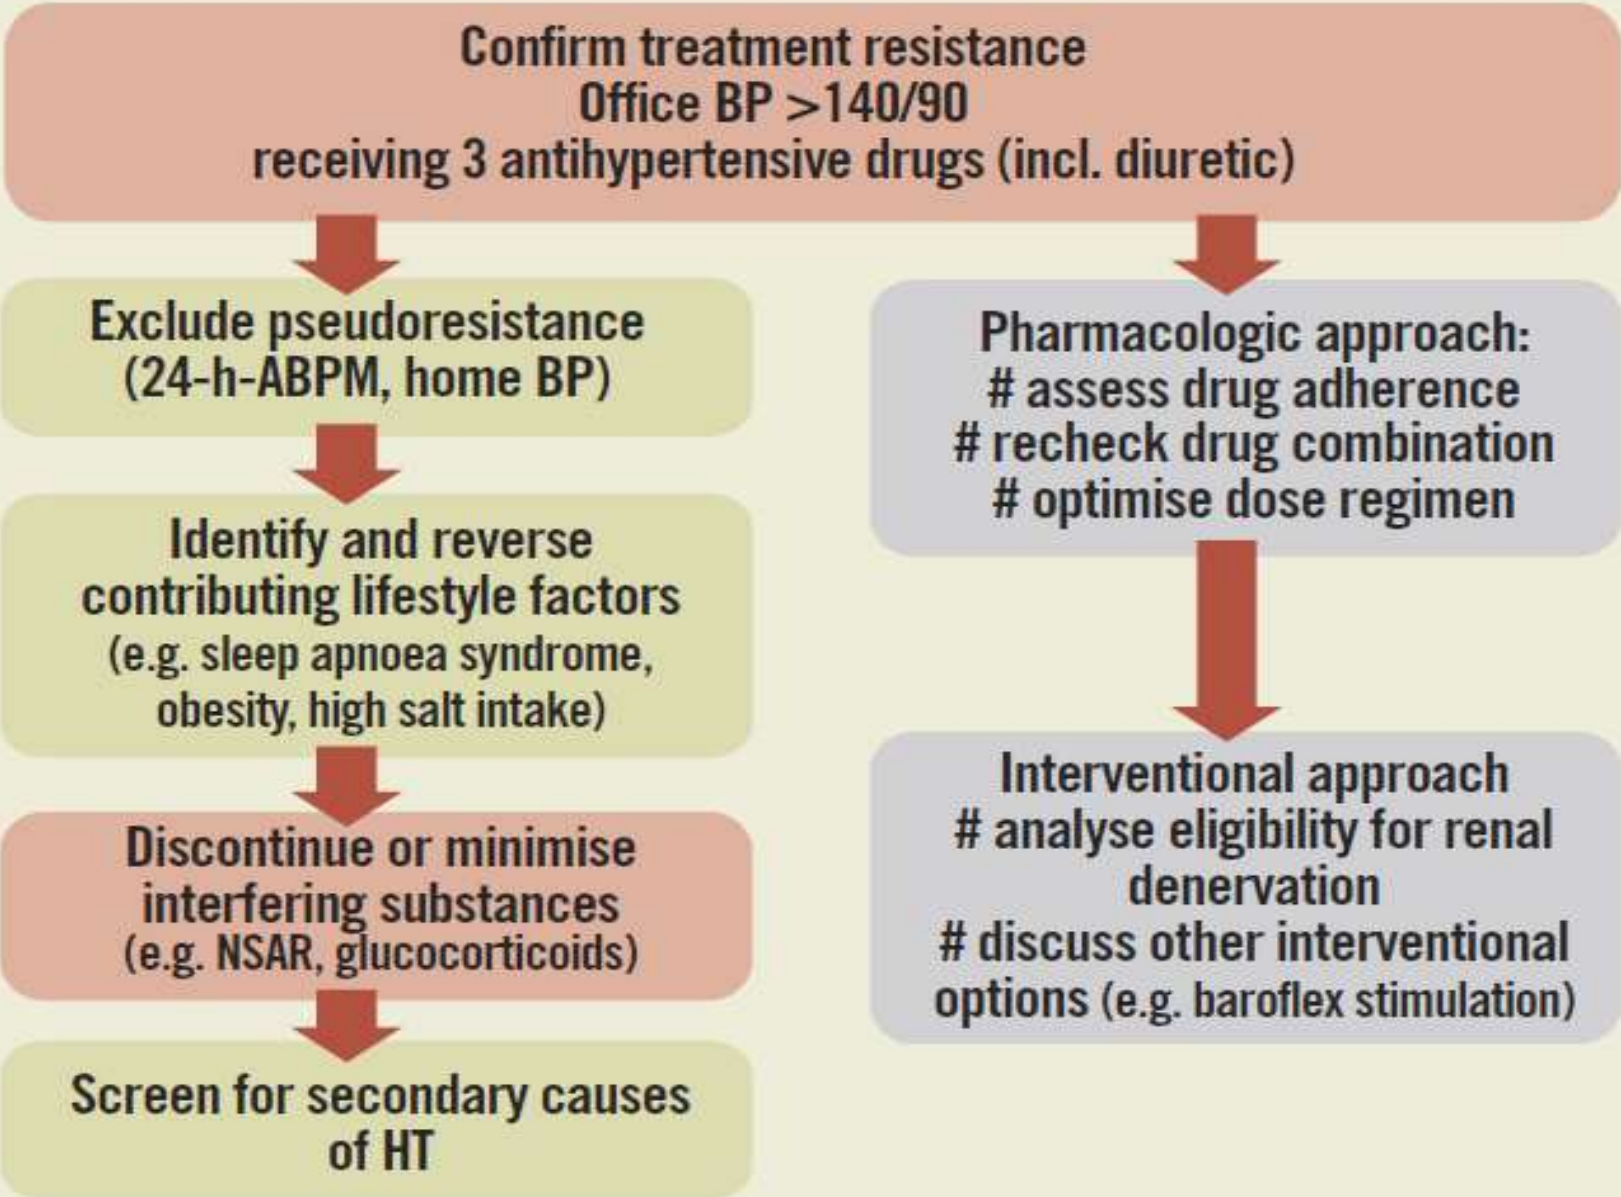 Confirm treatment resistance
Office BP >140/90
receiving 3 antihypertensive drugs (incl. diuretic)
Exclude pseudoresistance
(24-h-ABPM, home BP)
Identify and reverse
contributing lifestyle factors
(e.g. sleep apnoea syndrome,
obesity, high salt intake)
Discontinue or minimise
interfering substances
(e.g. NSAR, glucocorticoids)
Screen for secondary causes
of HT
Pharmacologic approach:
# assess drug adherence
# recheck drug combination
# optimise dose regimen
Interventional approach
# analyse eligibility for renal
denervation
# discuss other interventional
options (e.g. baroflex stimulation)